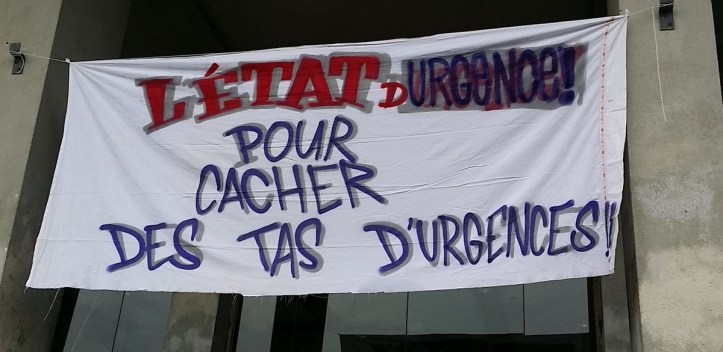 L'ÉTAT D URGENCE!
POUR
CACHER
DES TAS D'URGENCES!!